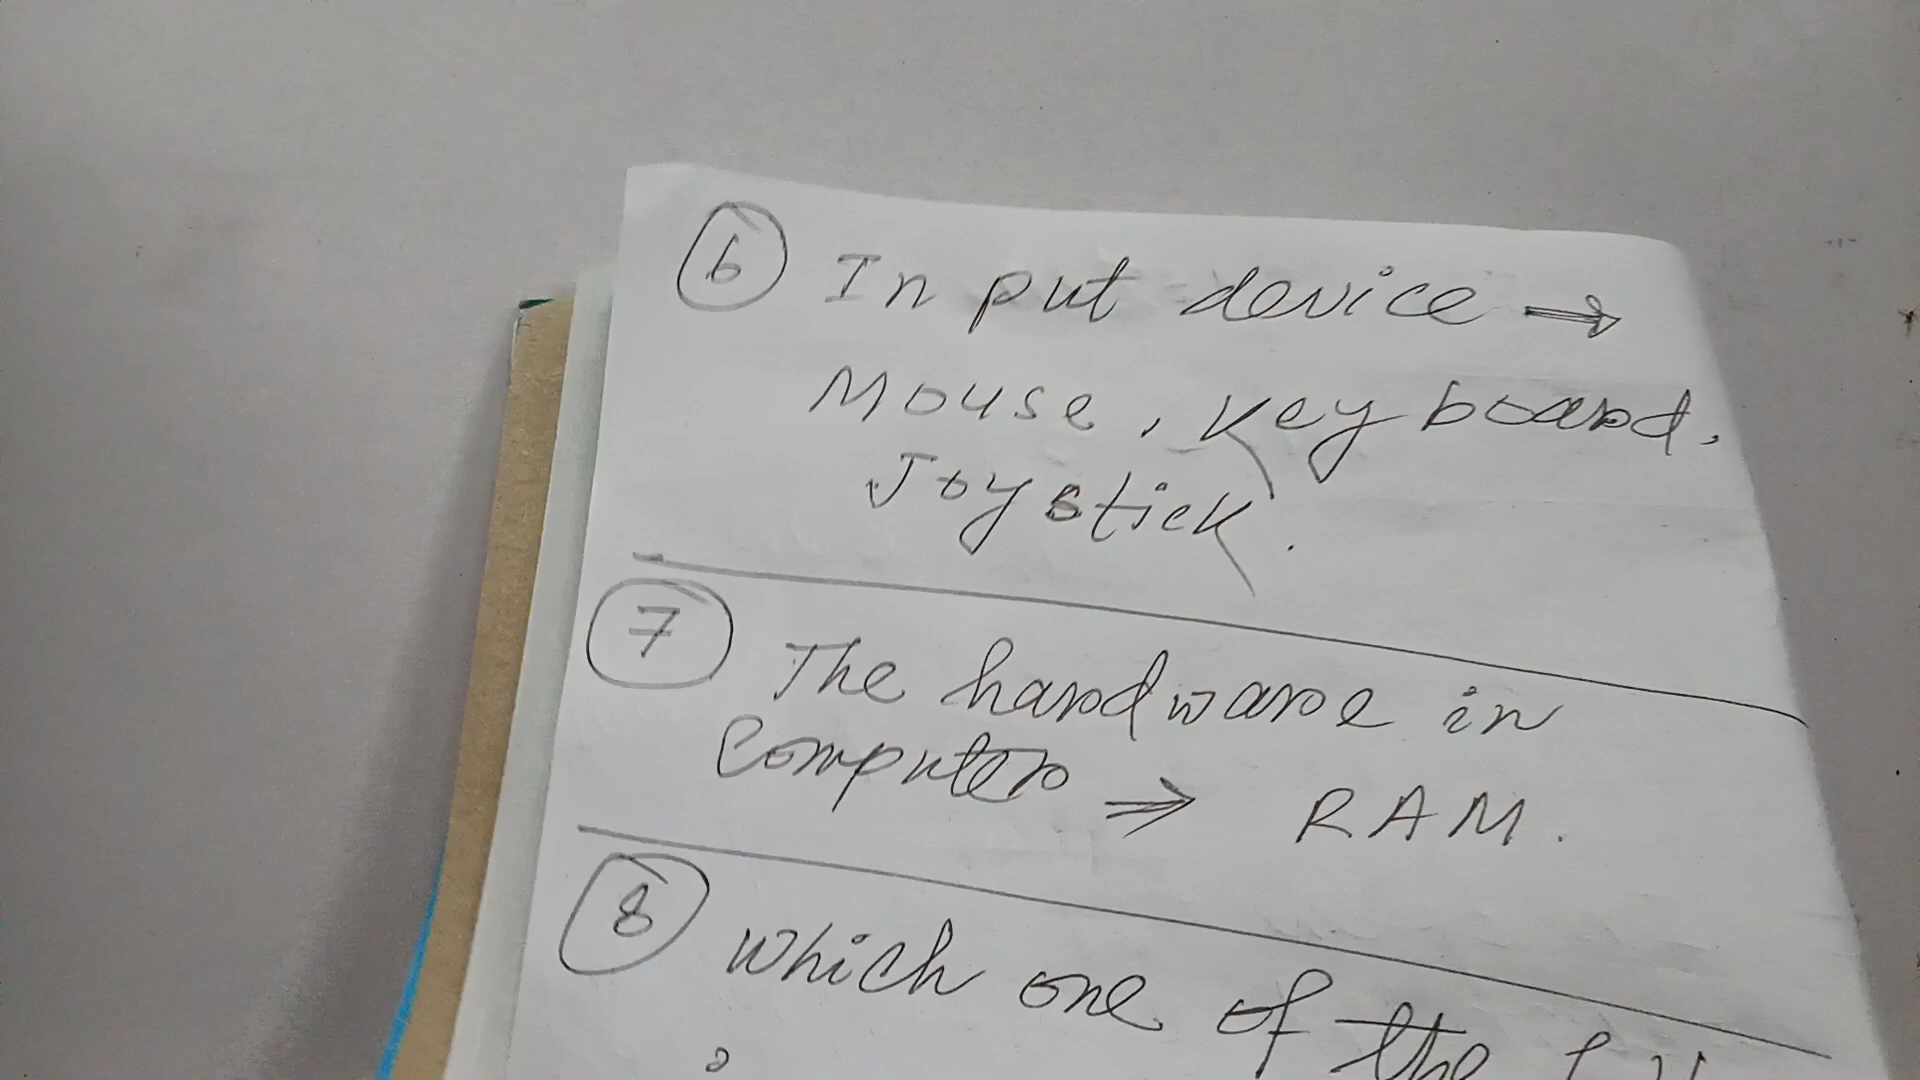 6 In put device →
Mouse, Key board,
Joystick.
7 The hardware in
Computer ⇒ RAM.
8 Which one of the